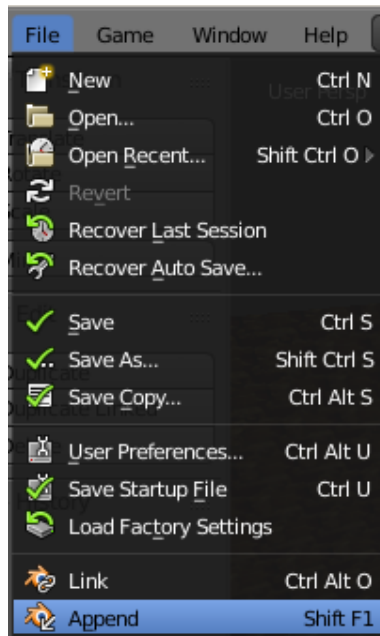 File Game Window Help
New Ctrl N
User Persp
Open... Ctrl O
Open Recent... Shift Ctrl O
Revert
Recover Last Session
Recover Auto Save...
Save Ctrl S
Save As... Shift Ctrl S
Save Copy... Ctrl Alt S
User Preferences... Ctrl Alt U
Save Startup File Ctrl U
Load Factory Settings
Link Ctrl Alt O
Append Shift F1